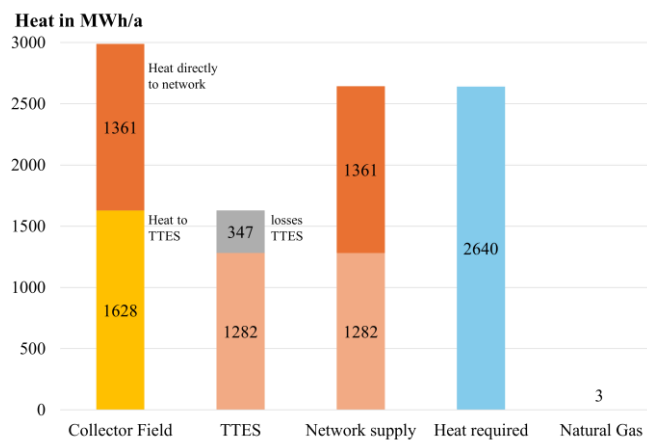 Heat in MWh/a
3000
2500
2000
1500
1000
500
0
Heat directly
to network
1361
Heat to
TTES
1628
347
losses
TTES
1282
1361
1282
2640
3
Collector Field
TTES
Network supply
Heat required
Natural Gas